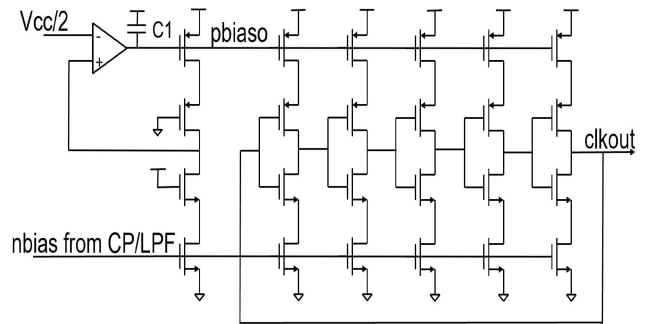 Vcc/2
-
+
C1
pbiaso
clkout
nbias from CP/LPF